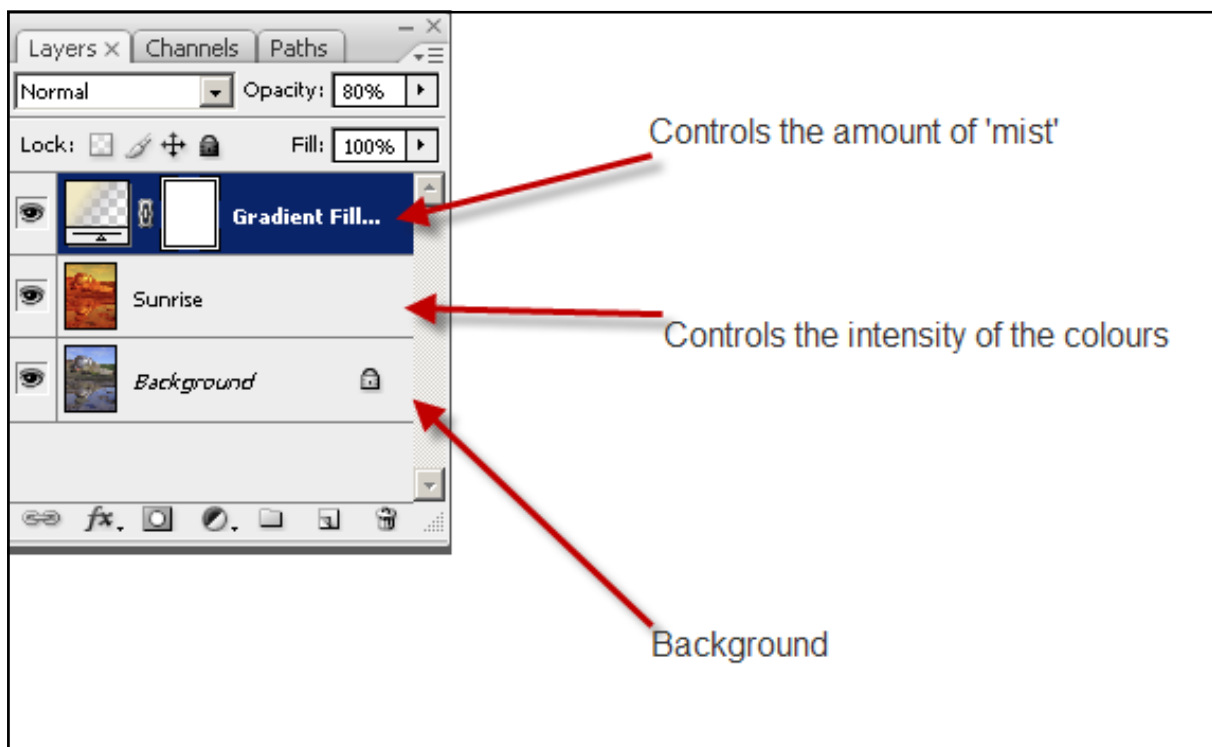 Layers × Channels Paths
Normal Opacity: 80%
Lock: Fill: 100%
Gradient Fill...
Sunrise
Background
fx.
Controls the amount of 'mist'
Controls the intensity of the colours
Background